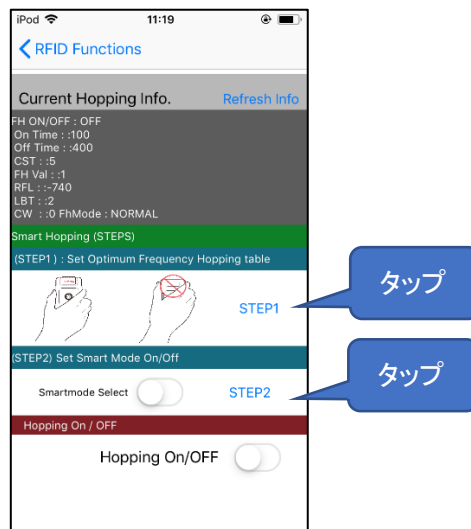 iPod 11:19
RFID Functions
Current Hopping Info. Refresh Info
FH ON/OFF : OFF
On Time : :100
Off Time : :400
CST : :5
FH Val : :1
RFL : :-740
LBT : :2
CW : :0 FhMode : NORMAL
Smart Hopping (STEPS)
(STEP1 ) : Set Optimum Frequency Hopping table
STEP1
タップ
(STEP2) Set Smart Mode On/Off
Smartmode Select STEP2
タップ
Hopping On / OFF
Hopping On/OFF